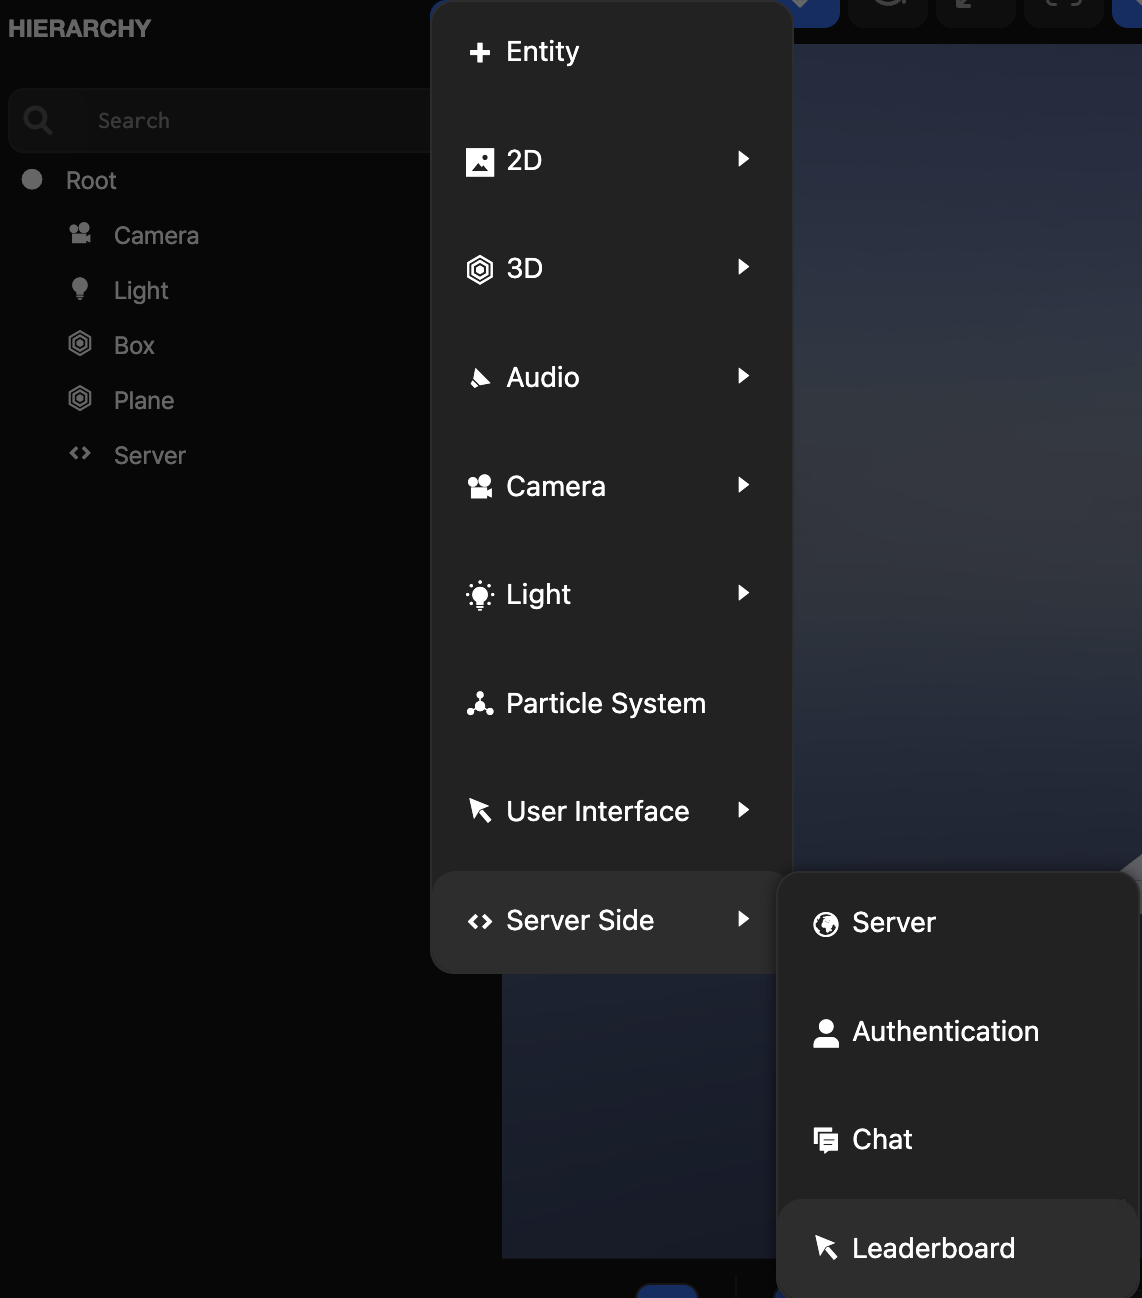 HIERARCHY
Search
Root
Camera
Light
Box
Plane
Server
Entity
2D
3D
Audio
Camera
Light
Particle System
User Interface
Server Side
Server
Authentication
Chat
Leaderboard